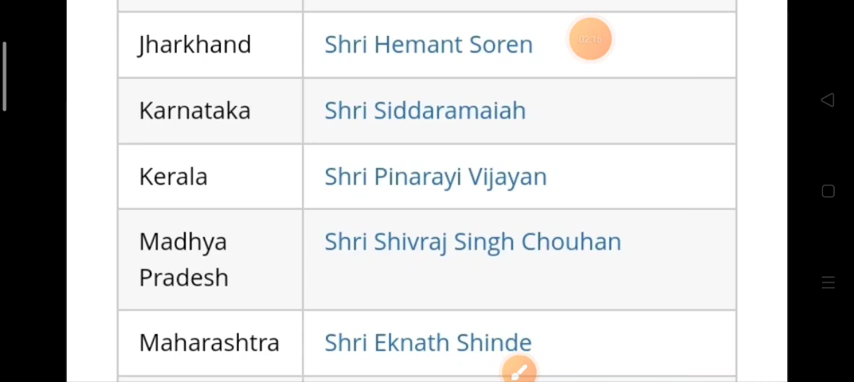 Jharkhand Shri Hemant Soren
Karnataka Shri Siddaramaiah
Kerala Shri Pinarayi Vijayan
Madhya Shri Shivraj Singh Chouhan
Pradesh
Maharashtra Shri Eknath Shinde